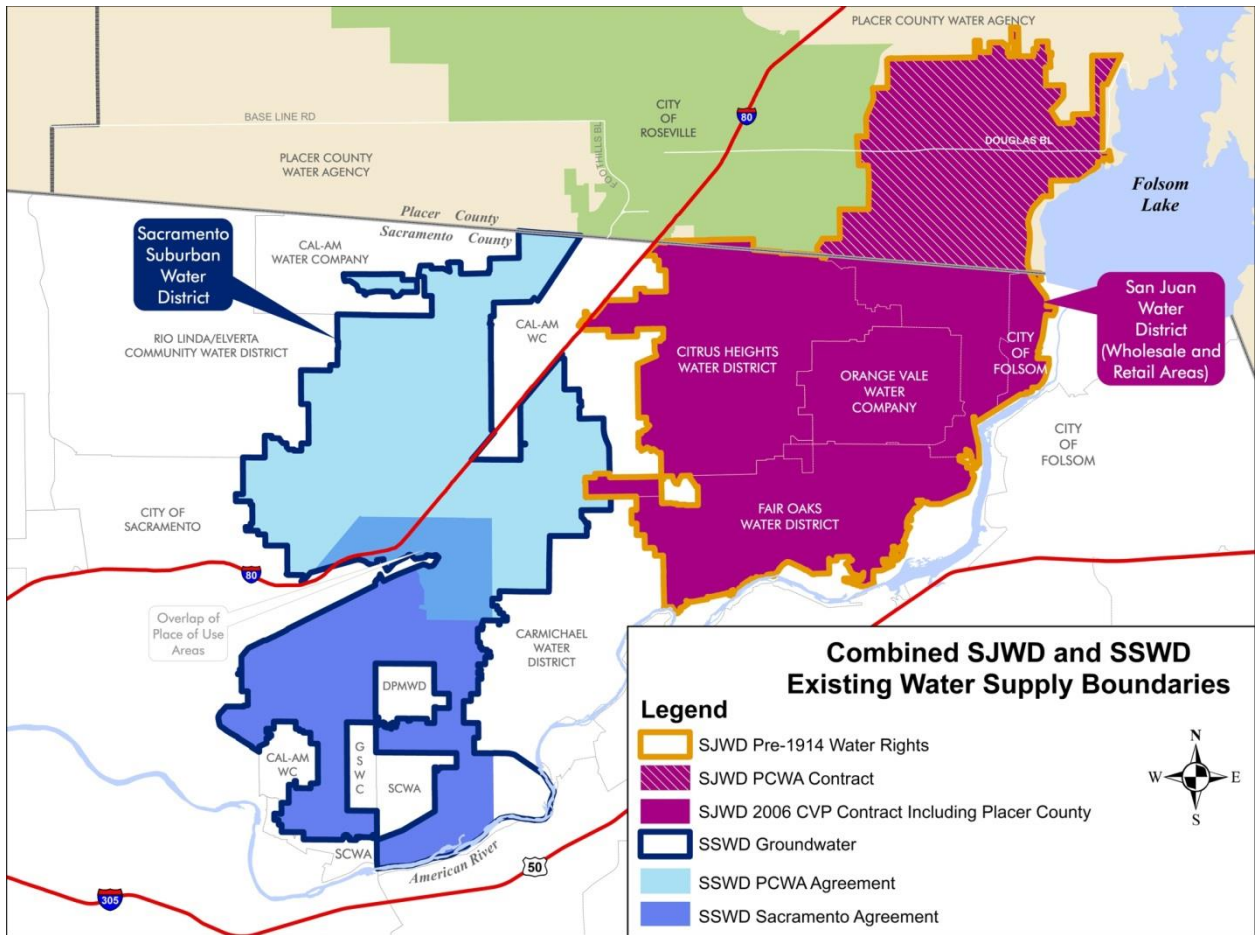 PLACER COUNTY WATER AGENCY
CITY
OF
ROSEVILLE
80
BASE LINE RD
FOOTHILLS BL
DOUGLAS BL
PLACER COUNTY
WATER AGENCY
Folsom
Lake
Placer County
Sacramento County
Sacramento
Suburban
Water
District
CAL-AM
WATER COMPANY
San Juan
Water
District
(Wholesale and
Retail Areas)
RIO LINDA/ELVERTA
COMMUNITY WATER DISTRICT
CAL-AM
WC
CITRUS HEIGHTS
WATER DISTRICT
CITY
OF
FOLSOM
ORANGE VALE
WATER
COMPANY
CITY
OF
FOLSOM
CITY OF
SACRAMENTO
FAIR OAKS
WATER DISTRICT
80
Overlap of
Place of Use
Areas
CARMICHAEL
WATER
DISTRICT
DPMWD
CAL-AM
WC
G
S
W
C
SCWA
SCWA
American River
50
305
Combined SJWD and SSWD
Existing Water Supply Boundaries
Legend
SJWD Pre-1914 Water Rights
SJWD PCWA Contract
SJWD 2006 CVP Contract Including Placer County
SSWD Groundwater
SSWD PCWA Agreement
SSWD Sacramento Agreement
N
W
E
S